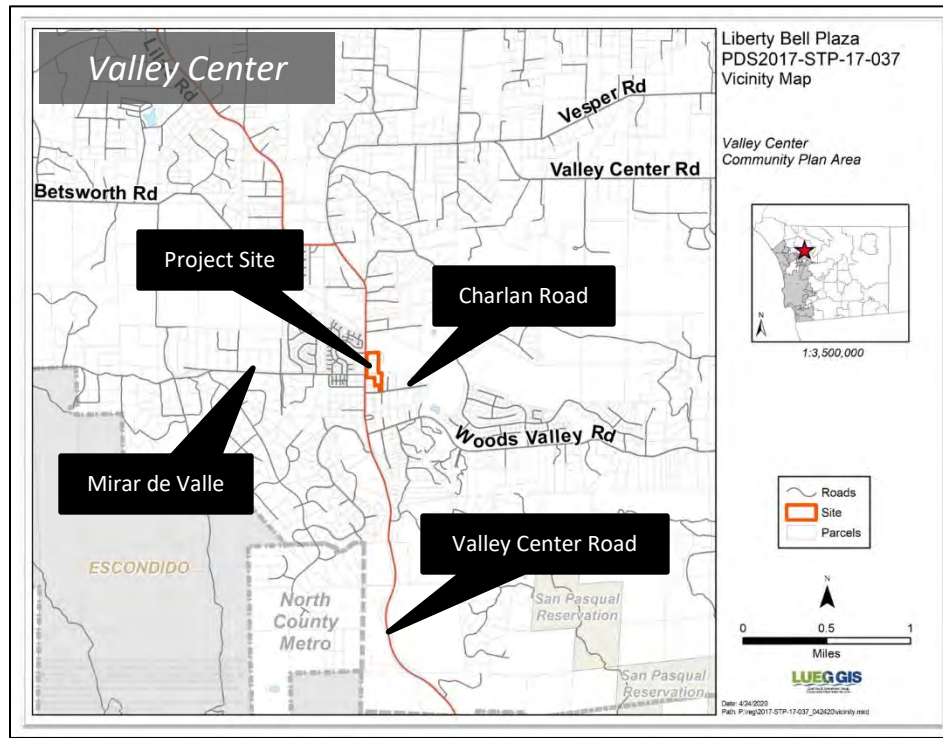 Valley Center
Lilac Rd
Vesper Rd
Valley Center Rd
Betsworth Rd
Project Site
Charlan Road
Woods Valley Rd
Mirar de Valle
Valley Center Road
ESCONDIDO
North
County
Metro
San Pasqual
Reservation
San Pasqual
Reservation
Liberty Bell Plaza
PDS2017-STP-17-037
Vicinity Map
Valley Center
Community Plan Area
N
1:3,500,000
Roads
Site
Parcels
N
0 0.5 1
Miles
LUEG GIS
Date: 4/24/2020